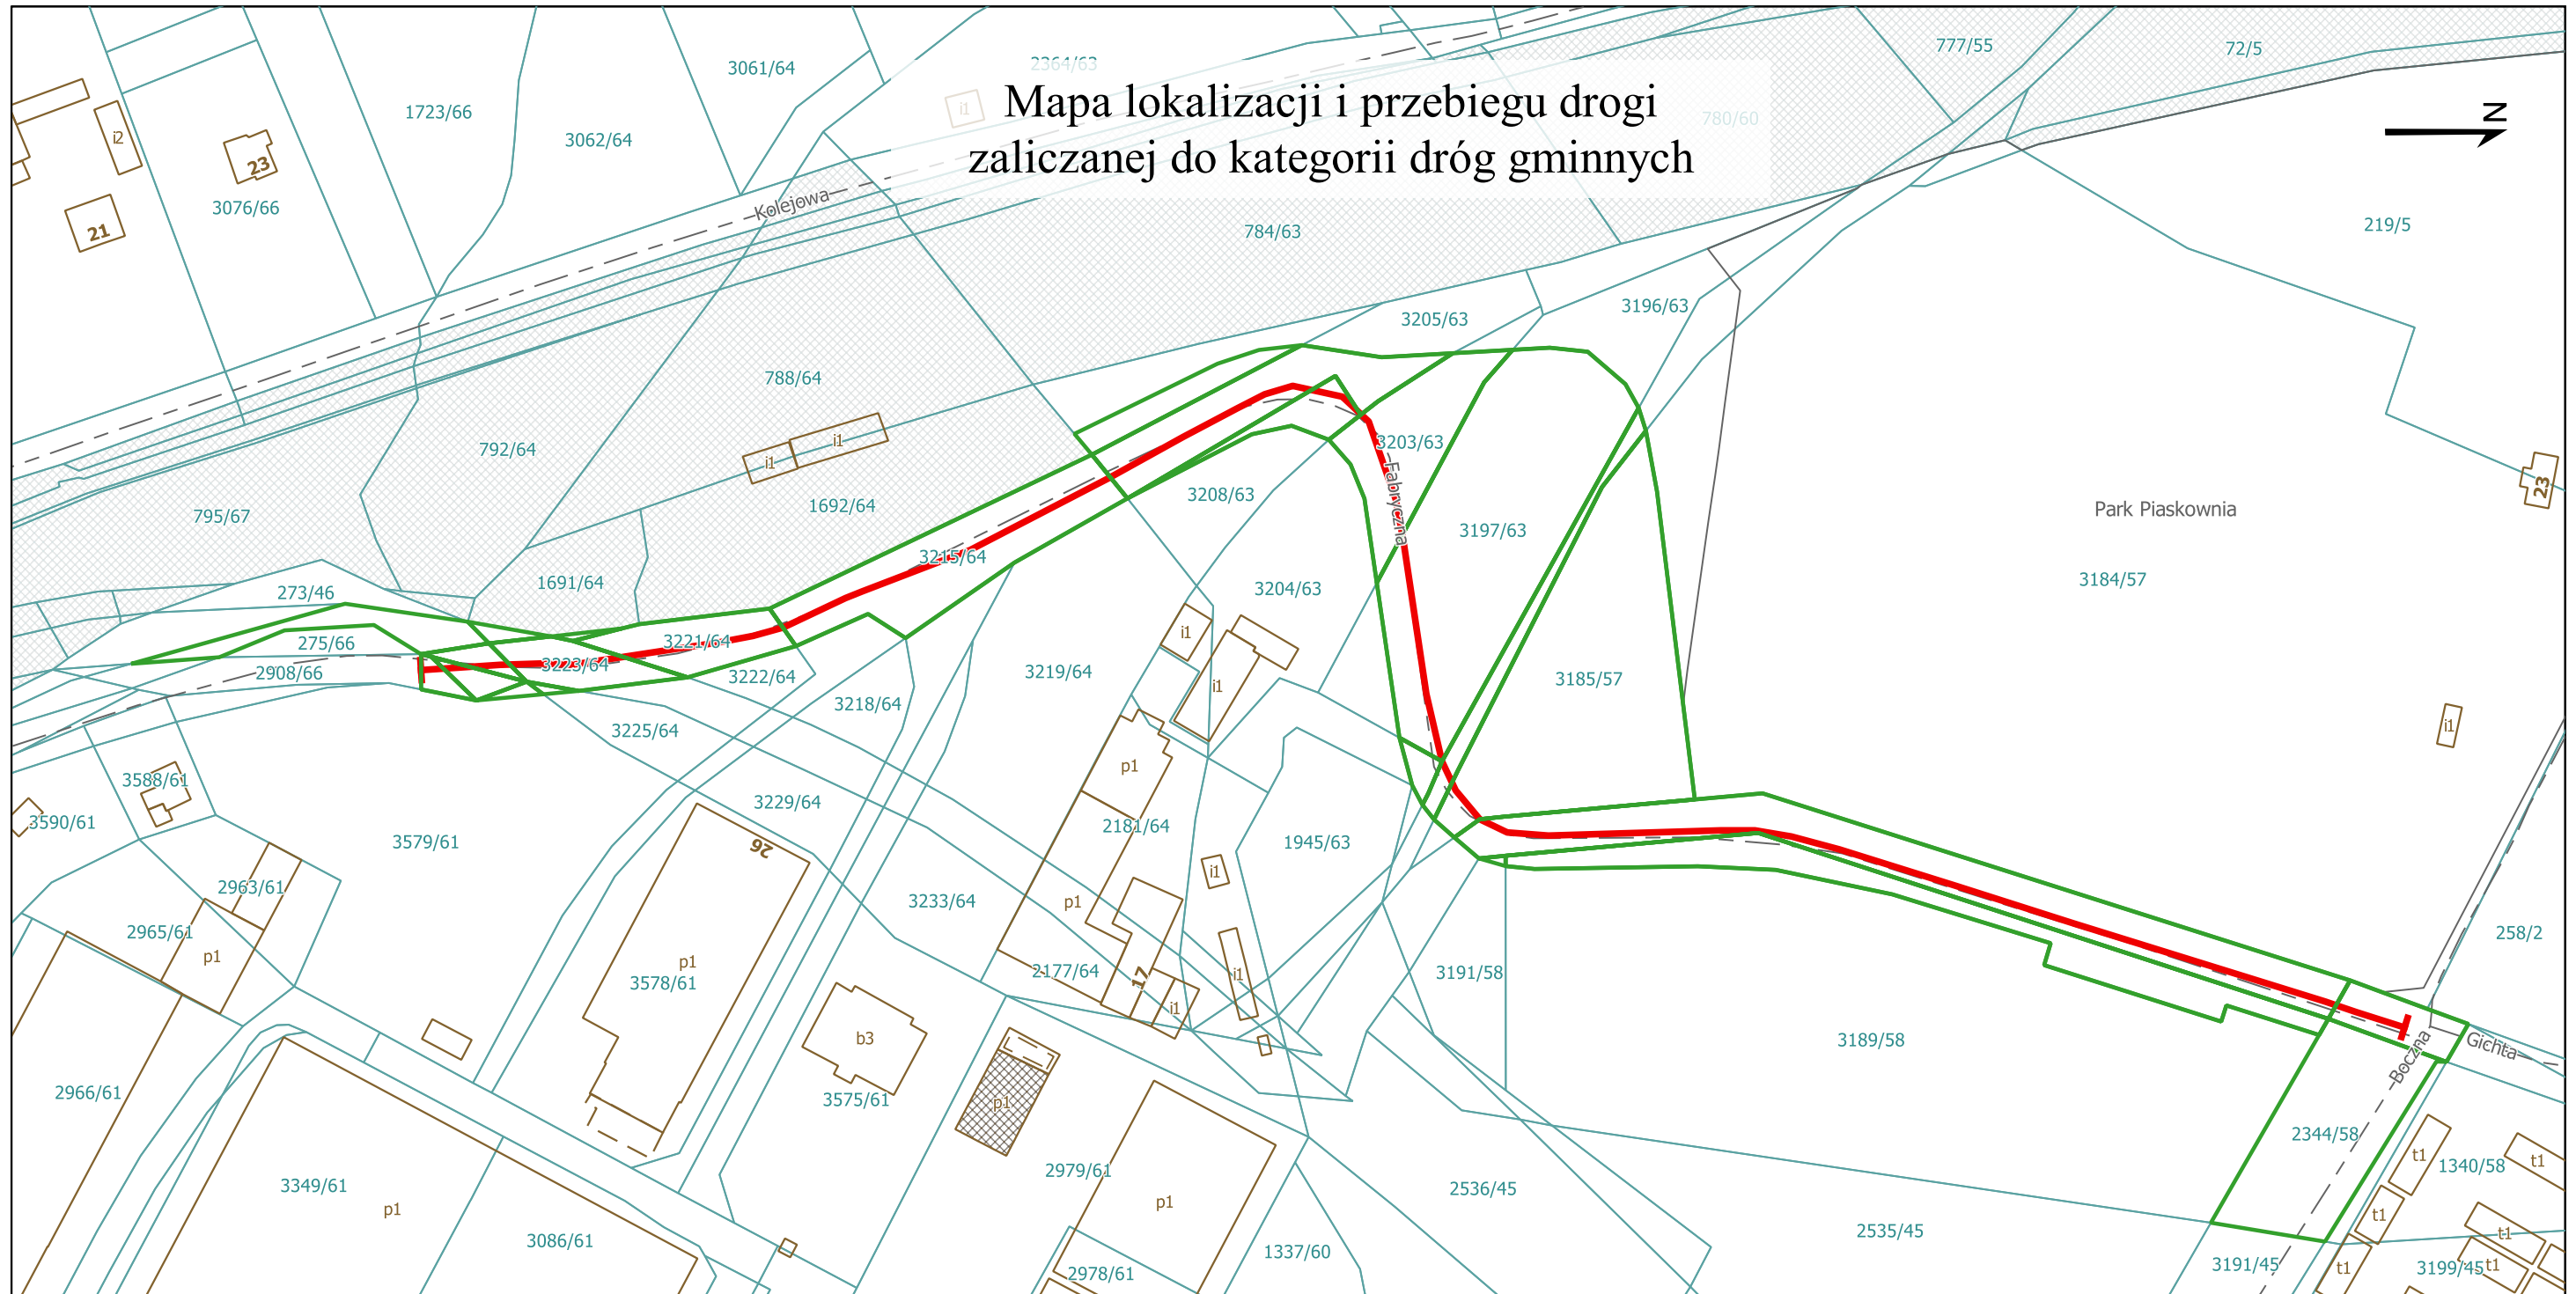 Mapa lokalizacji i przebiegu drogi
zaliczanej do kategorii dróg gminnych
N
777/55
72/5
3061/64
2364/63
1723/66
i1
780/60
i2
3062/64
23
3076/66
Kolejowa
21
784/63
219/5
3196/63
3205/63
788/64
792/64
i1
i1
3203/63
Fabryczna
23
1692/64
3208/63
795/67
3197/63
Park Piaskownia
3215/64
1691/64
3204/63
3184/57
273/46
275/66
3221/64
i1
3223/64
2908/66
3222/64
3219/64
i1
3185/57
3218/64
3225/64
i1
p1
3588/61
3590/61
3229/64
2181/64
3579/61
26
1945/63
i1
2963/61
3233/64
p1
2965/61
258/2
p1
p1
2177/64
17
i1
3191/58
3578/61
i1
b3
3189/58
Boczna
Gichta
2966/61
3575/61
p1
2344/58
t1
1340/58
t1
2979/61
3349/61
p1
p1
2536/45
t1
t1
2535/45
3086/61
1337/60
2978/61
3191/45
t1
3199/45
t1